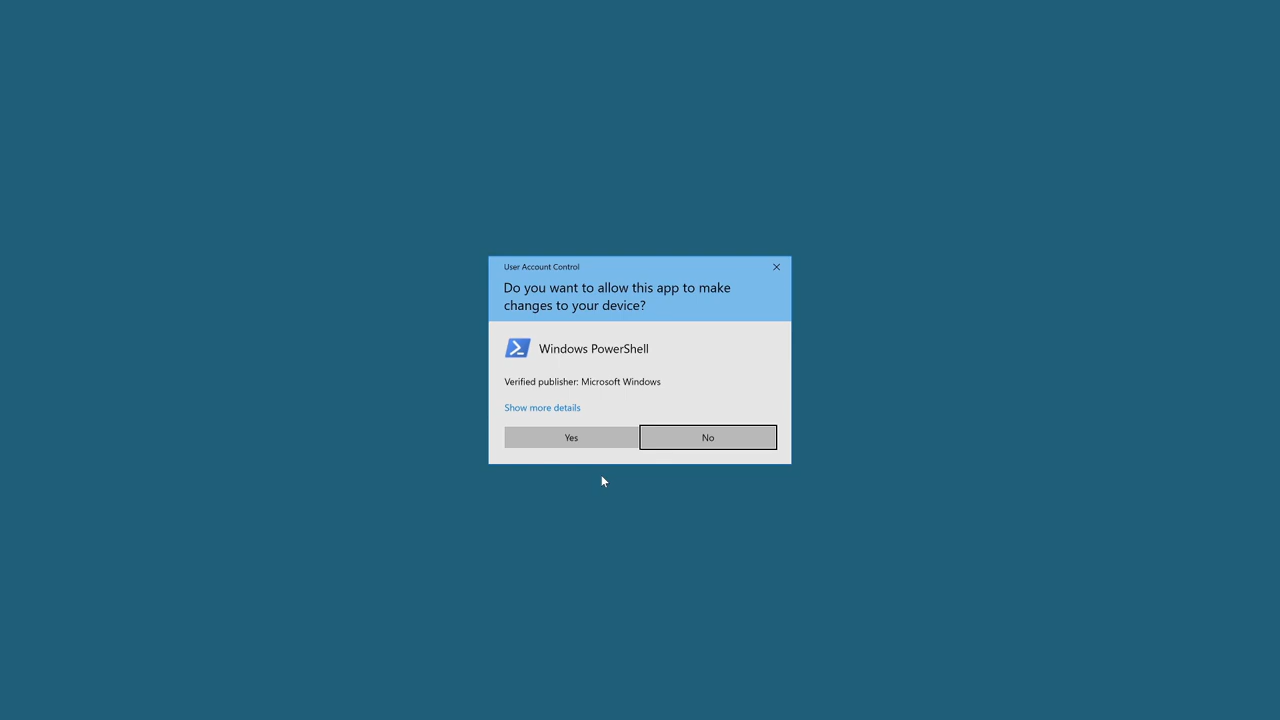 User Account Control
Do you want to allow this app to make
changes to your device?
Windows PowerShell
Verified publisher: Microsoft Windows
Show more details
Yes
No